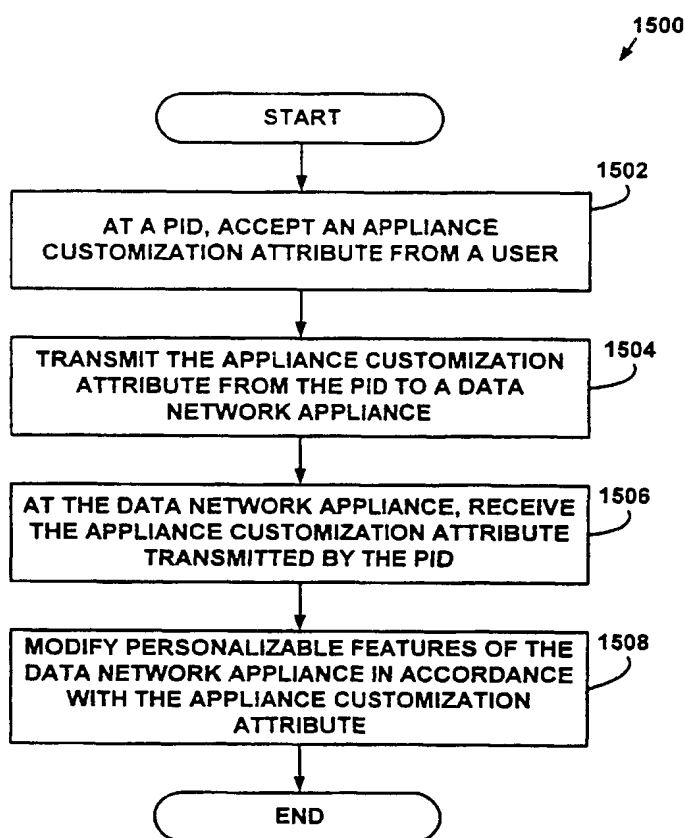 1500
START
1502
AT A PID, ACCEPT AN APPLIANCE
CUSTOMIZATION ATTRIBUTE FROM A USER
1504
TRANSMIT THE APPLIANCE CUSTOMIZATION
ATTRIBUTE FROM THE PID TO A DATA
NETWORK APPLIANCE
1506
AT THE DATA NETWORK APPLIANCE, RECEIVE
THE APPLIANCE CUSTOMIZATION ATTRIBUTE
TRANSMITTED BY THE PID
1508
MODIFY PERSONALIZABLE FEATURES OF THE
DATA NETWORK APPLIANCE IN ACCORDANCE
WITH THE APPLIANCE CUSTOMIZATION
ATTRIBUTE
END